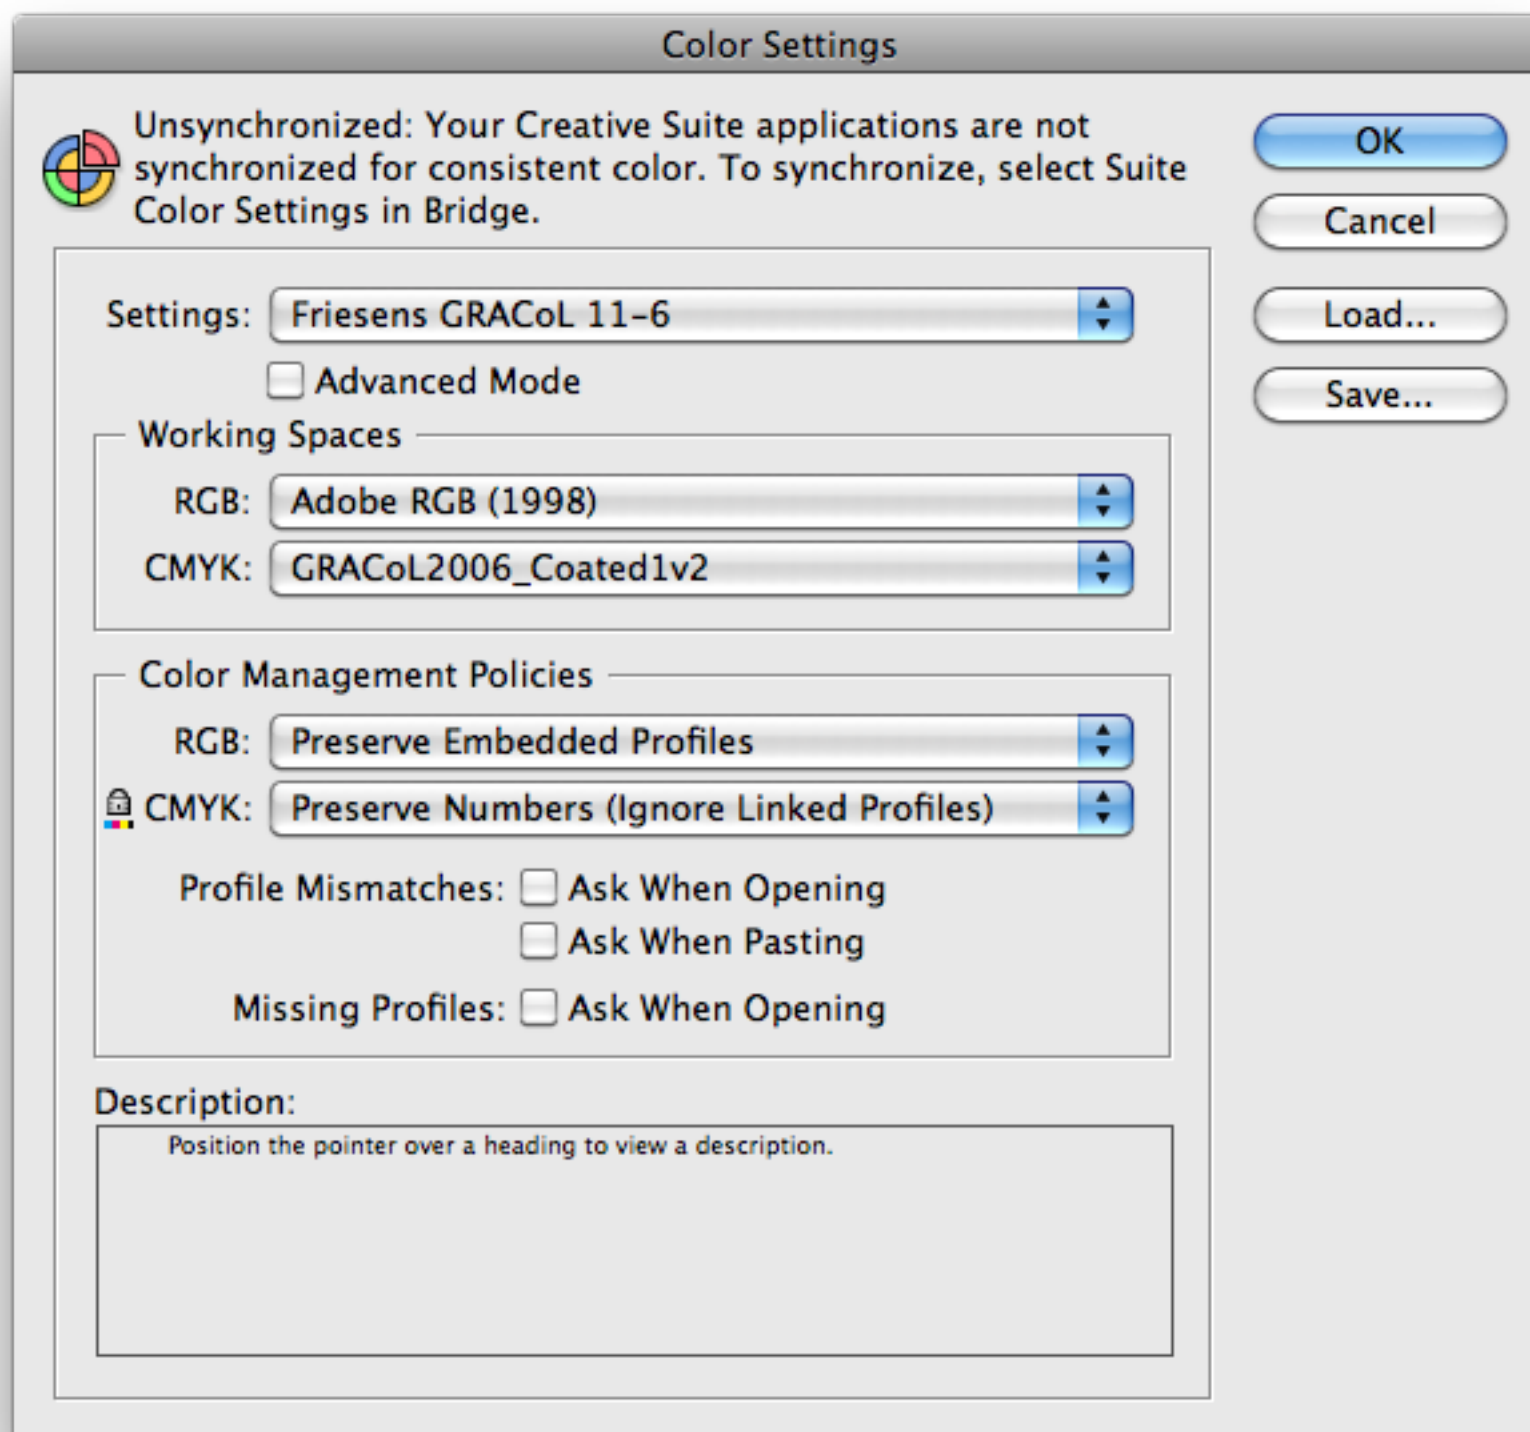 Color Settings
Unsynchronized: Your Creative Suite applications are not
synchronized for consistent color. To synchronize, select Suite
Color Settings in Bridge.
OK
Cancel
Load...
Save...
Settings: Friesens GRACoL 11-6
Advanced Mode
Working Spaces
RGB: Adobe RGB (1998)
CMYK: GRACoL2006_Coated1v2
Color Management Policies
RGB: Preserve Embedded Profiles
CMYK: Preserve Numbers (Ignore Linked Profiles)
Profile Mismatches: Ask When Opening
Ask When Pasting
Missing Profiles: Ask When Opening
Description:
Position the pointer over a heading to view a description.